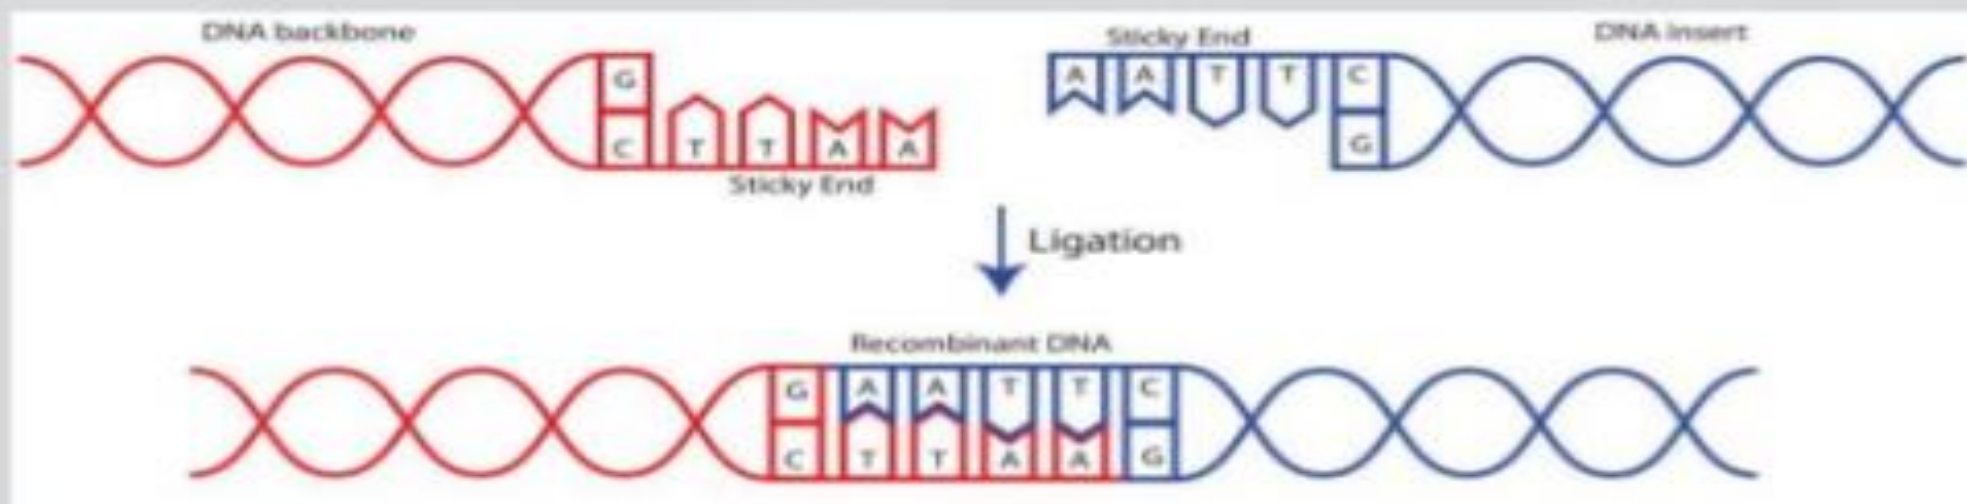 DNA backbone
Sticky End
DNA insert
G
A A T T C
C T T A A
G
Sticky End
Ligation
Recombinant DNA
G A A T T C
C T T A A G